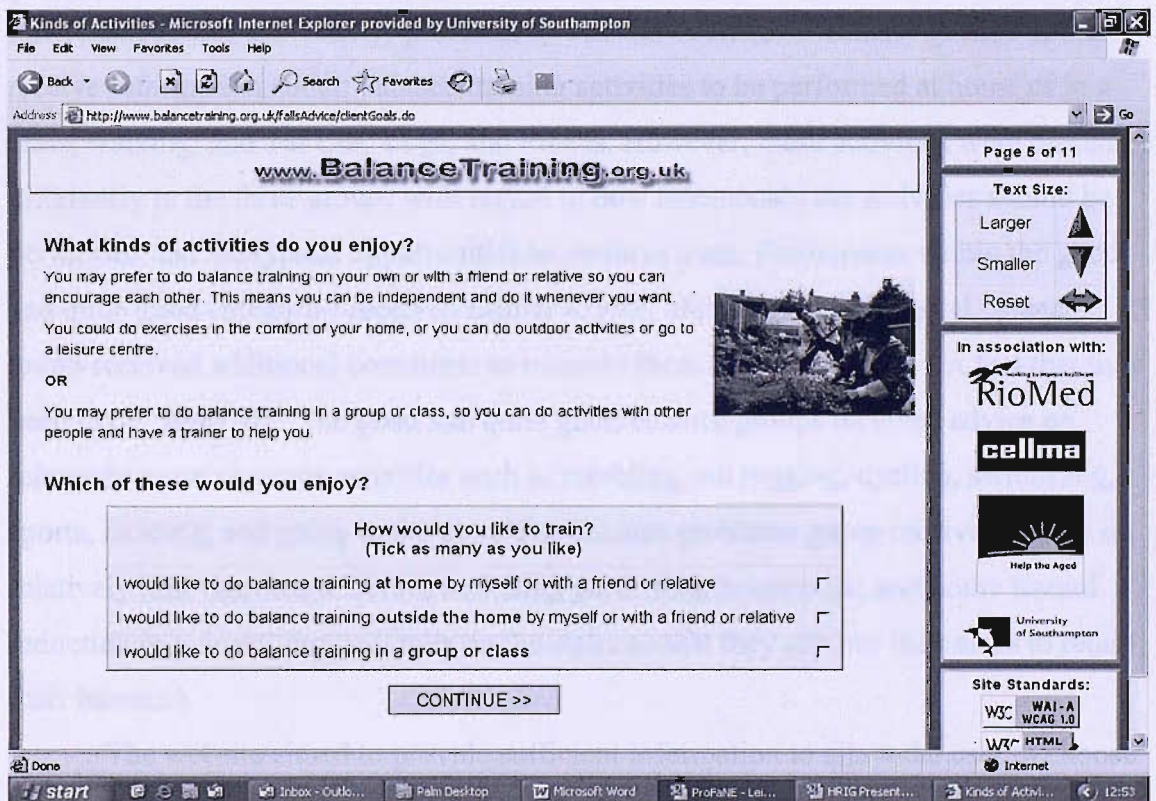 Kinds of Activities - Microsoft Internet Explorer provided by University of Southampton
File Edit View Favorites Tools Help
Back Search Favorites
Address http://www.balancetraining.org.uk/fallsAdvice/clientGoals.do Go
www.BalanceTraining.org.uk
What kinds of activities do you enjoy?
You may prefer to do balance training on your own or with a friend or relative so you can
encourage each other. This means you can be independent and do it whenever you want.
You could do exercises in the comfort of your home, or you can do outdoor activities or go to
a leisure centre.
OR
You may prefer to do balance training in a group or class, so you can do activities with other
people and have a trainer to help you.
Which of these would you enjoy?
How would you like to train?
(Tick as many as you like)
I would like to do balance training at home by myself or with a friend or relative
I would like to do balance training outside the home by myself or with a friend or relative
I would like to do balance training in a group or class
CONTINUE >>
Page 5 of 11
Text Size:
Larger
Smaller
Reset
In association with:
RioMed
cellma
Help the Aged
University
of Southampton
Site Standards:
W3C WAI-A
WCAG 1.0
W3C HTML
Done
Internet
start
Inbox - Outlo...
Palm Desktop
Microsoft Word
ProFaNE - Lei...
HRIG Present...
Kinds of Activi...
12:53